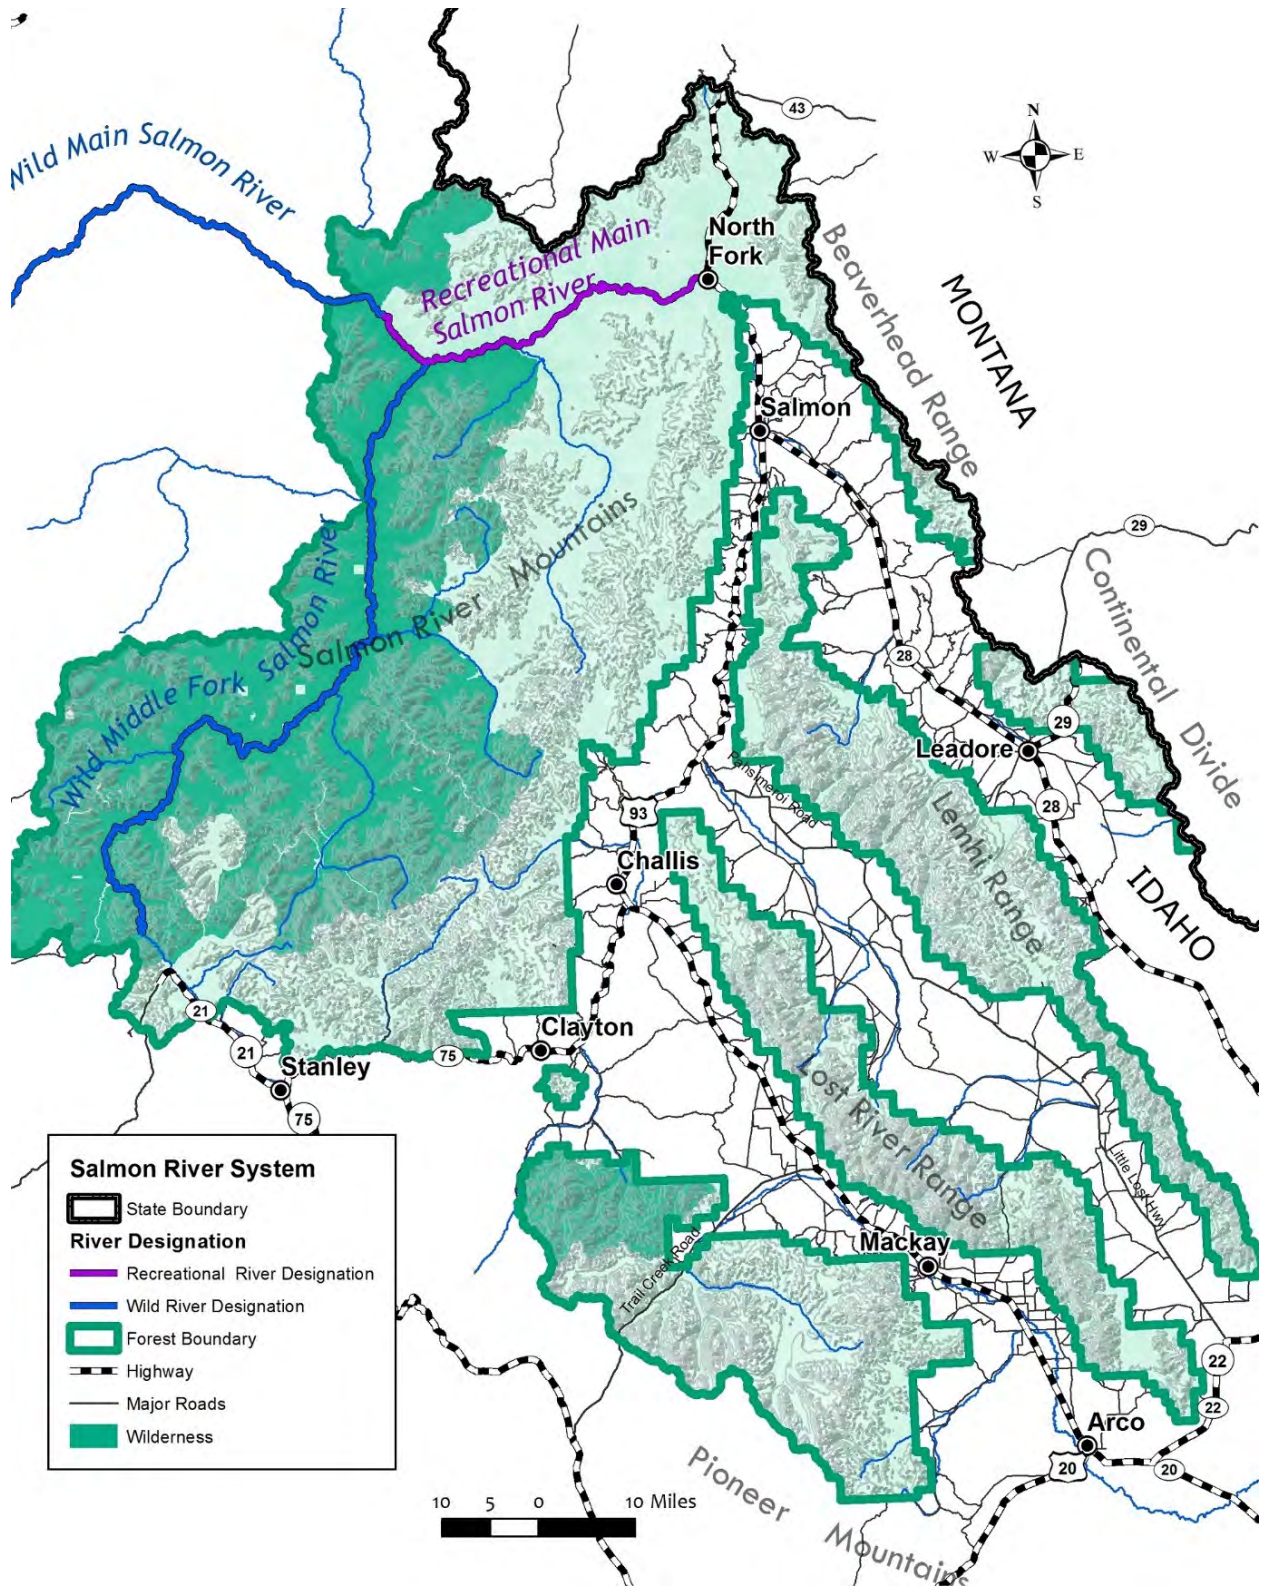 43
N
W E
S
Wild Main Salmon River
North
Fork
Recreational Main
Salmon River
Beaverhead Range
MONTANA
Salmon
29
Continental Divide
Salmon River Mountains
Wild Middle Fork Salmon River
28
29
Leadore
Pahsimeroi Road
28
93
Lemhi Range
Challis
IDAHO
21
Clayton
75
21
Stanley
75
Lost River Range
Little Lost Hwy
Mackay
Trail Creek Road
22
22
Arco
20
20
Pioneer Mountains
Salmon River System
State Boundary
River Designation
Recreational River Designation
Wild River Designation
Forest Boundary
Highway
Major Roads
Wilderness
10 5 0 10 Miles